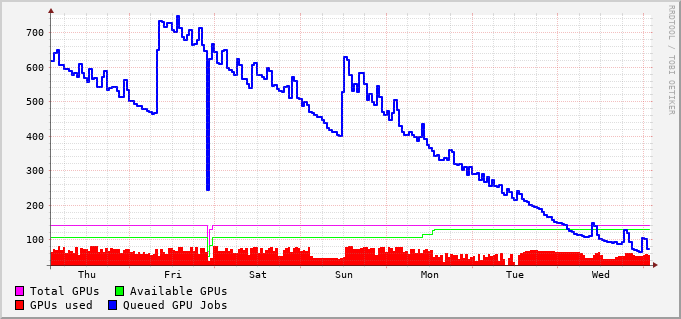 700
600
500
400
300
200
100
Thu Fri Sat Sun Mon Tue Wed
Total GPUs Available GPUs
GPUs used Queued GPU Jobs
RRDTOOL / TOBI OETIKER